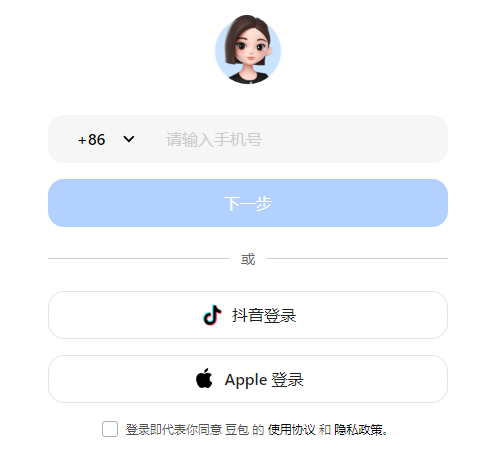 +86 请输入手机号
下一步
或
抖音登录
Apple 登录
登录即代表你同意 豆包 的 使用协议 和 隐私政策。